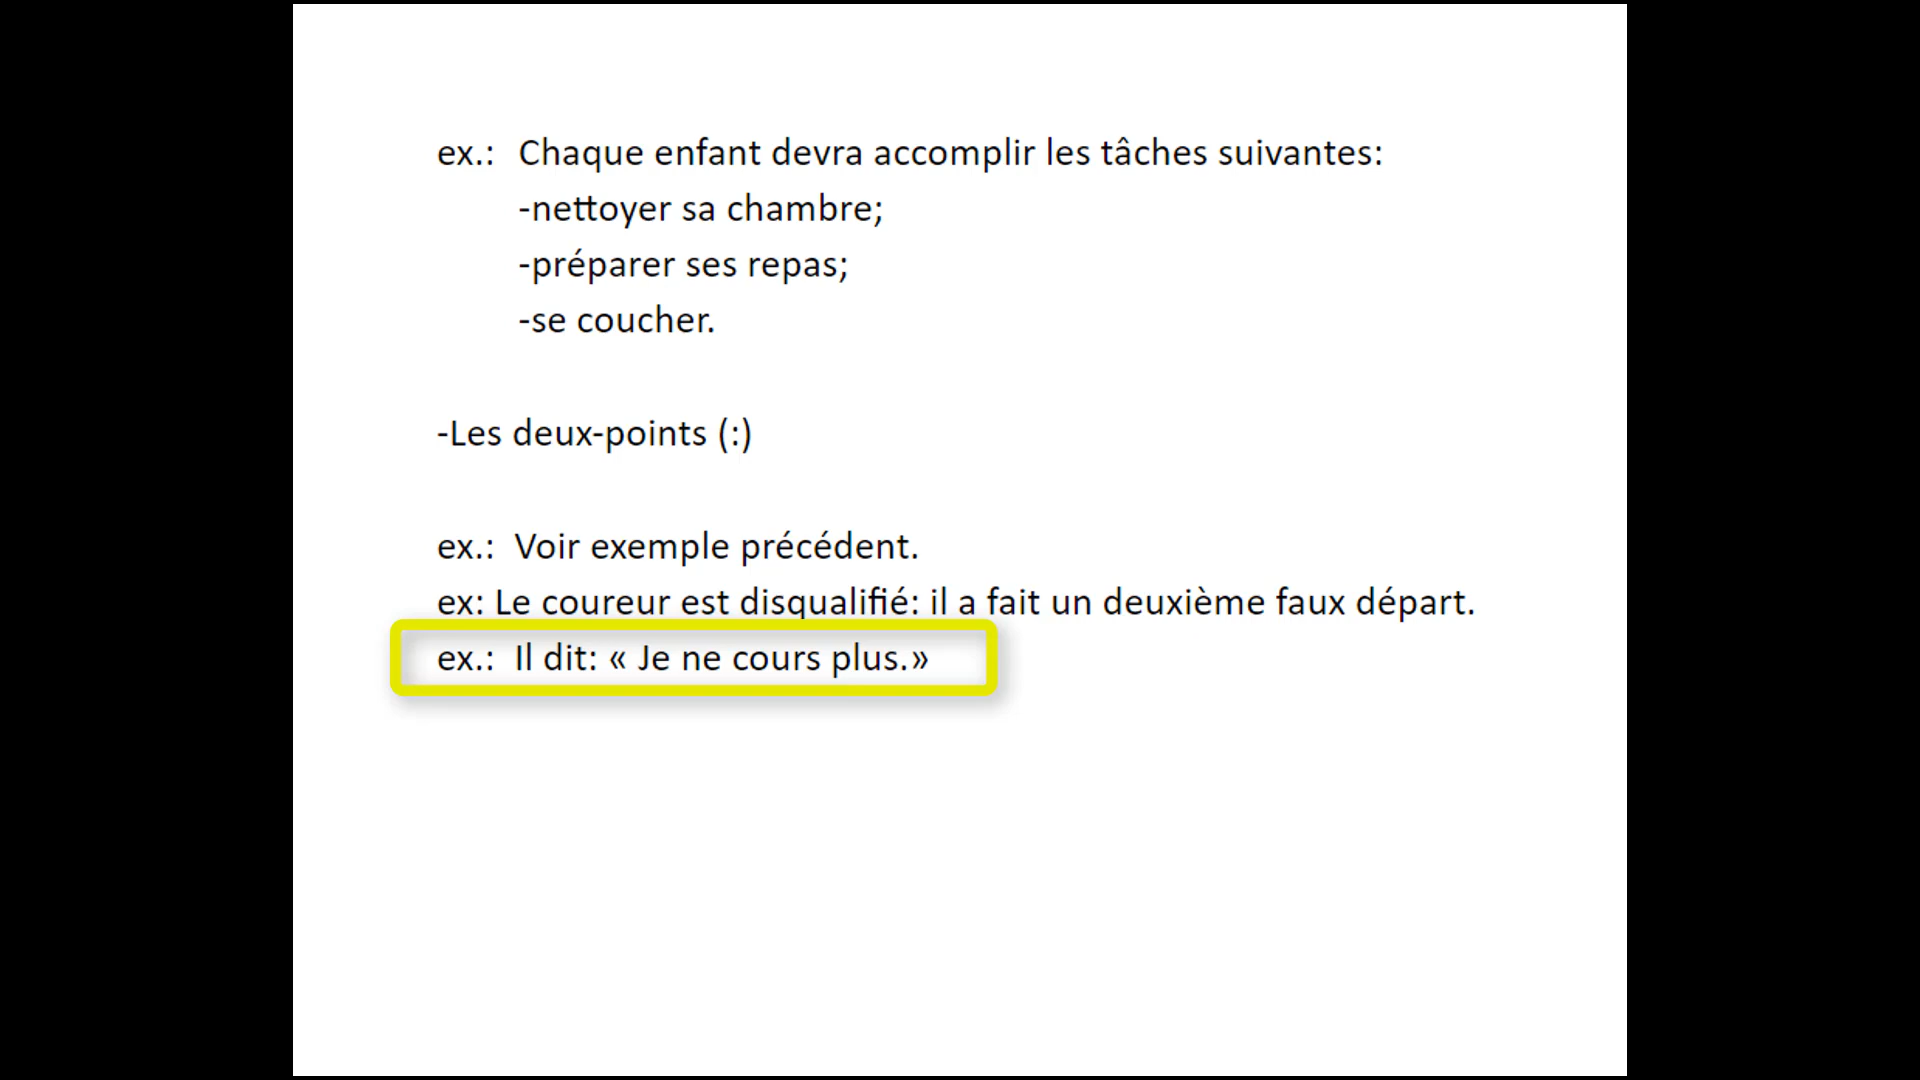 ex.: Chaque enfant devra accomplir les tâches suivantes:
-nettoyer sa chambre;
-préparer ses repas;
-se coucher.
-Les deux-points (:)
ex.: Voir exemple précédent.
ex: Le coureur est disqualifié: il a fait un deuxième faux départ.
ex.: Il dit: « Je ne cours plus.»